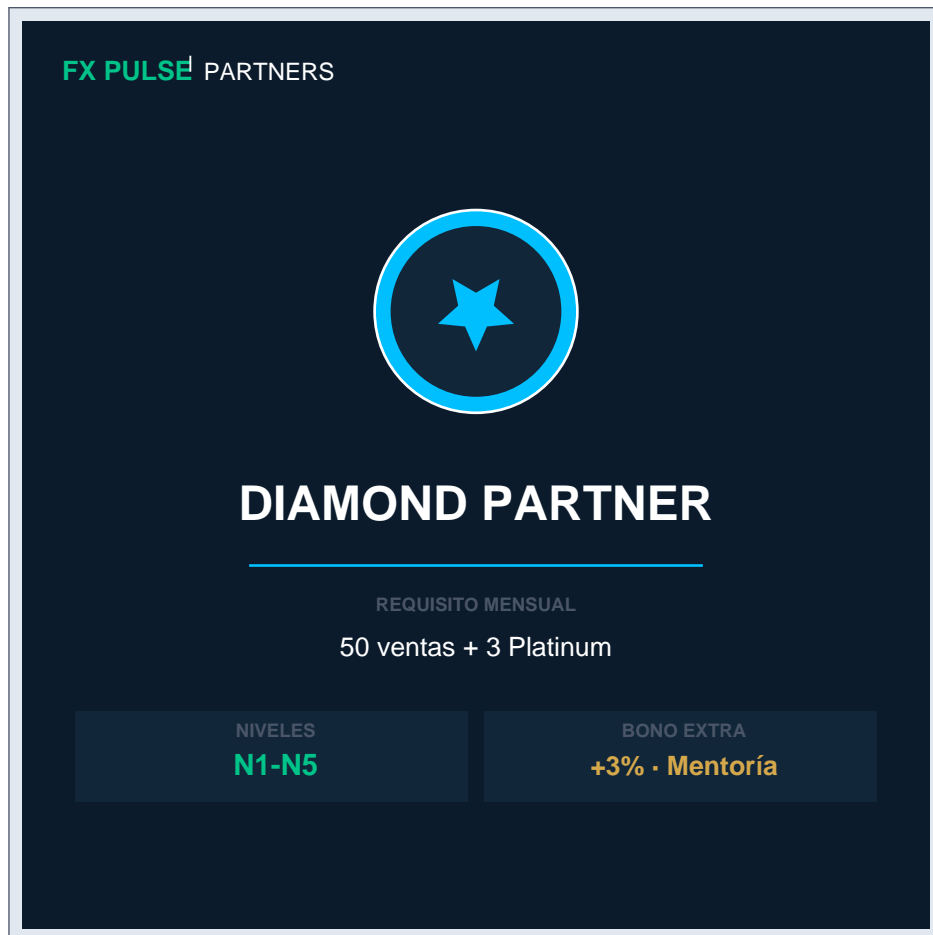 FX PULSE | PARTNERS
DIAMOND PARTNER
REQUISITO MENSUAL
50 ventas + 3 Platinum
NIVELES
N1-N5
BONO EXTRA
+3% · Mentoría